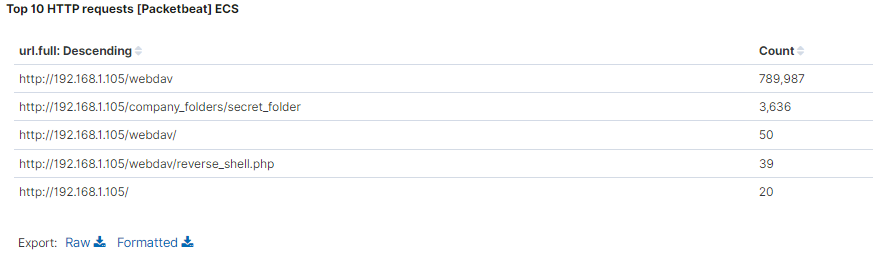 Top 10 HTTP requests [Packetbeat] ECS
url.full: Descending Count
http://192.168.1.105/webdav 789,987
http://192.168.1.105/company_folders/secret_folder 3,636
http://192.168.1.105/webdav/ 50
http://192.168.1.105/webdav/reverse_shell.php 39
http://192.168.1.105/ 20
Export: Raw Formatted